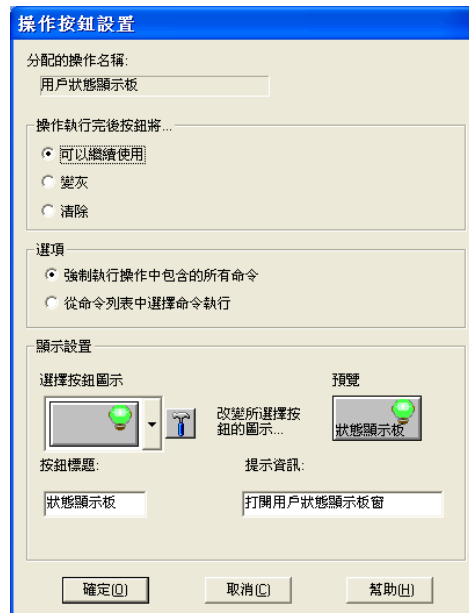 操作按鈕設置
分配的操作名稱:
用戶狀態顯示板
操作執行完後按鈕將...
可以繼續使用
變灰
清除
選項
強制執行操作中包含的所有命令
從命令列表中選擇命令執行
顯示設置
選擇按鈕圖示
預覽
改變所選擇按
鈕的圖示...
狀態顯示板
按鈕標題:
提示資訊:
狀態顯示板
打開用戶狀態顯示板窗
確定(O)
取消(C)
幫助(H)